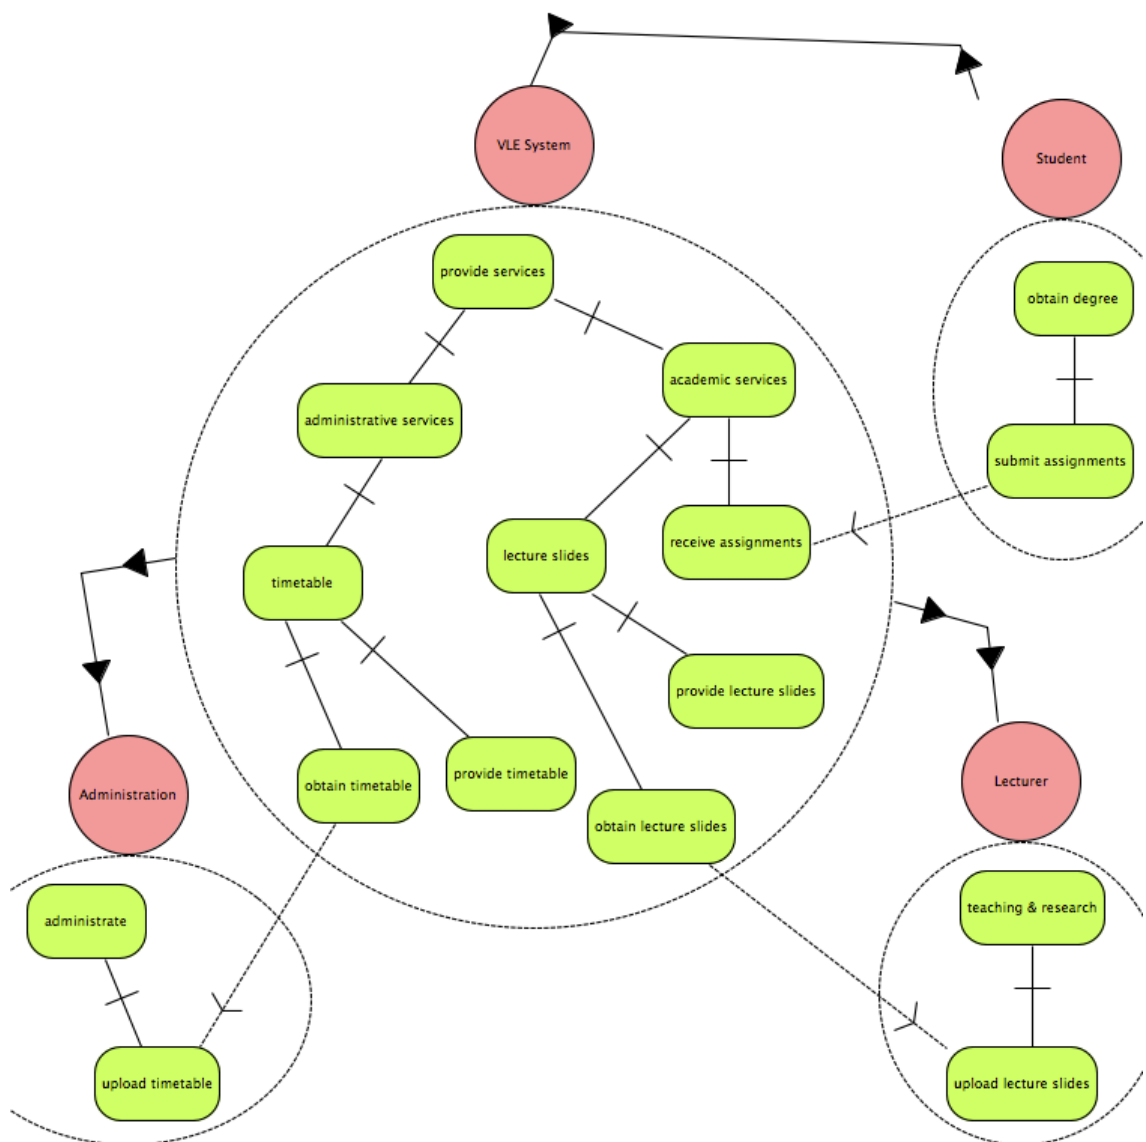 VLE System
Student
provide services
obtain degree
academic services
administrative services
submit assignments
receive assignments
lecture slides
timetable
provide lecture slides
provide timetable
obtain timetable
Lecturer
Administration
obtain lecture slides
teaching & research
administrate
upload timetable
upload lecture slides